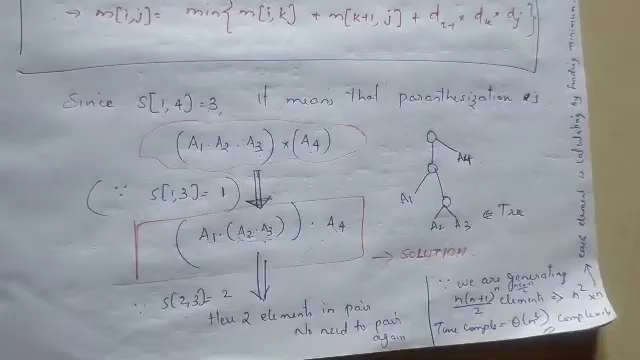 → m[i,j] = min{ m[i,k] + m[k+1,j] + d_{i-1} * d_k * d_j }
Since S[1,4] = 3, it means that paranthesization is
(A1 · A2 · A3) × (A4)
(∵ S[1,3] = 1)
(A1 · (A2 · A3)) · A4
→ SOLUTION.
∵ S(2,3] = 2
Here 2 elements in pair
No need to pair
again
A4
A1
A2 A3
∈ Tree
∵ we are generating
n(n+1)/2 elements ⇒ n² × n
Time comple = Θ(n³)
each element is calculating by finding minimum.